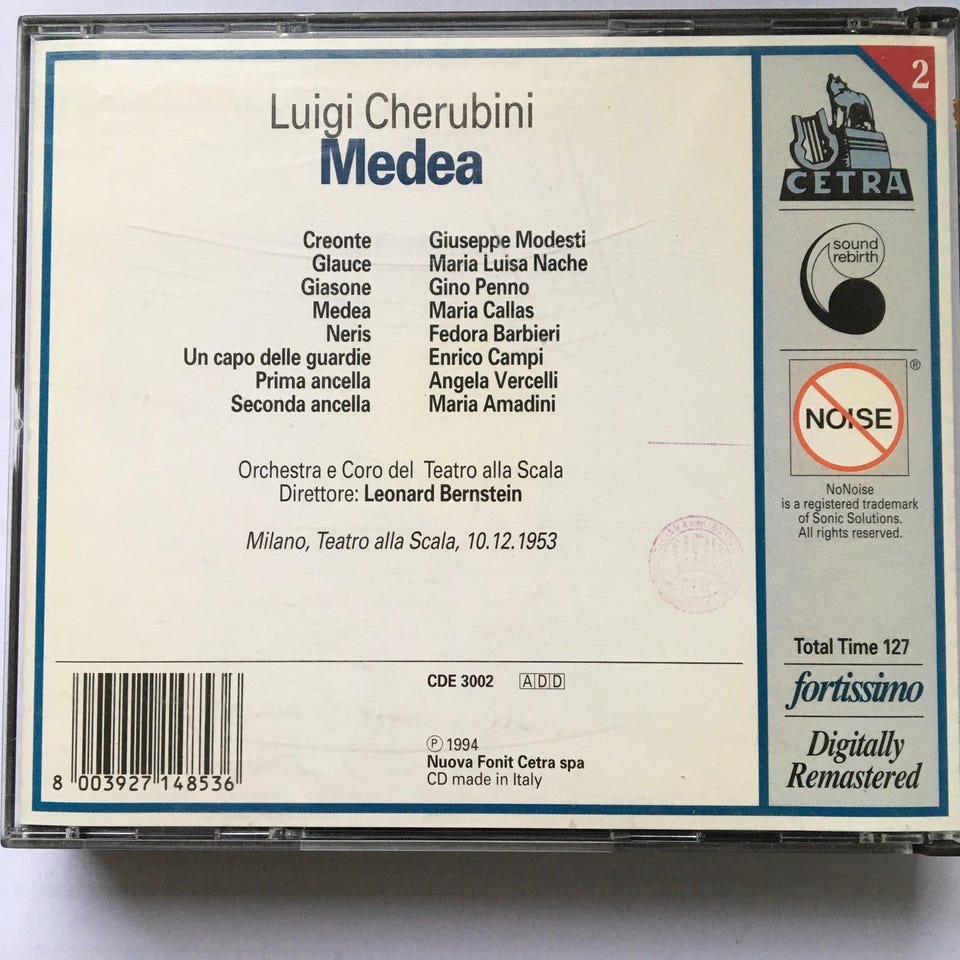 Luigi Cherubini
Medea
Creonte Giuseppe Modesti
Glauce Maria Luisa Nache
Giasone Gino Penno
Medea Maria Callas
Neris Fedora Barbieri
Un capo delle guardie Enrico Campi
Prima ancella Angela Vercelli
Seconda ancella Maria Amadini
Orchestra e Coro del Teatro alla Scala
Direttore: Leonard Bernstein
Milano, Teatro alla Scala, 10.12.1953
CDE 3002 ADD
℗ 1994
Nuova Fonit Cetra spa
CD made in Italy
8 003927 148536
2
CETRA
sound
rebirth
NOISE
®
NoNoise
is a registered trademark
of Sonic Solutions.
All rights reserved.
Total Time 127
fortissimo
Digitally
Remastered